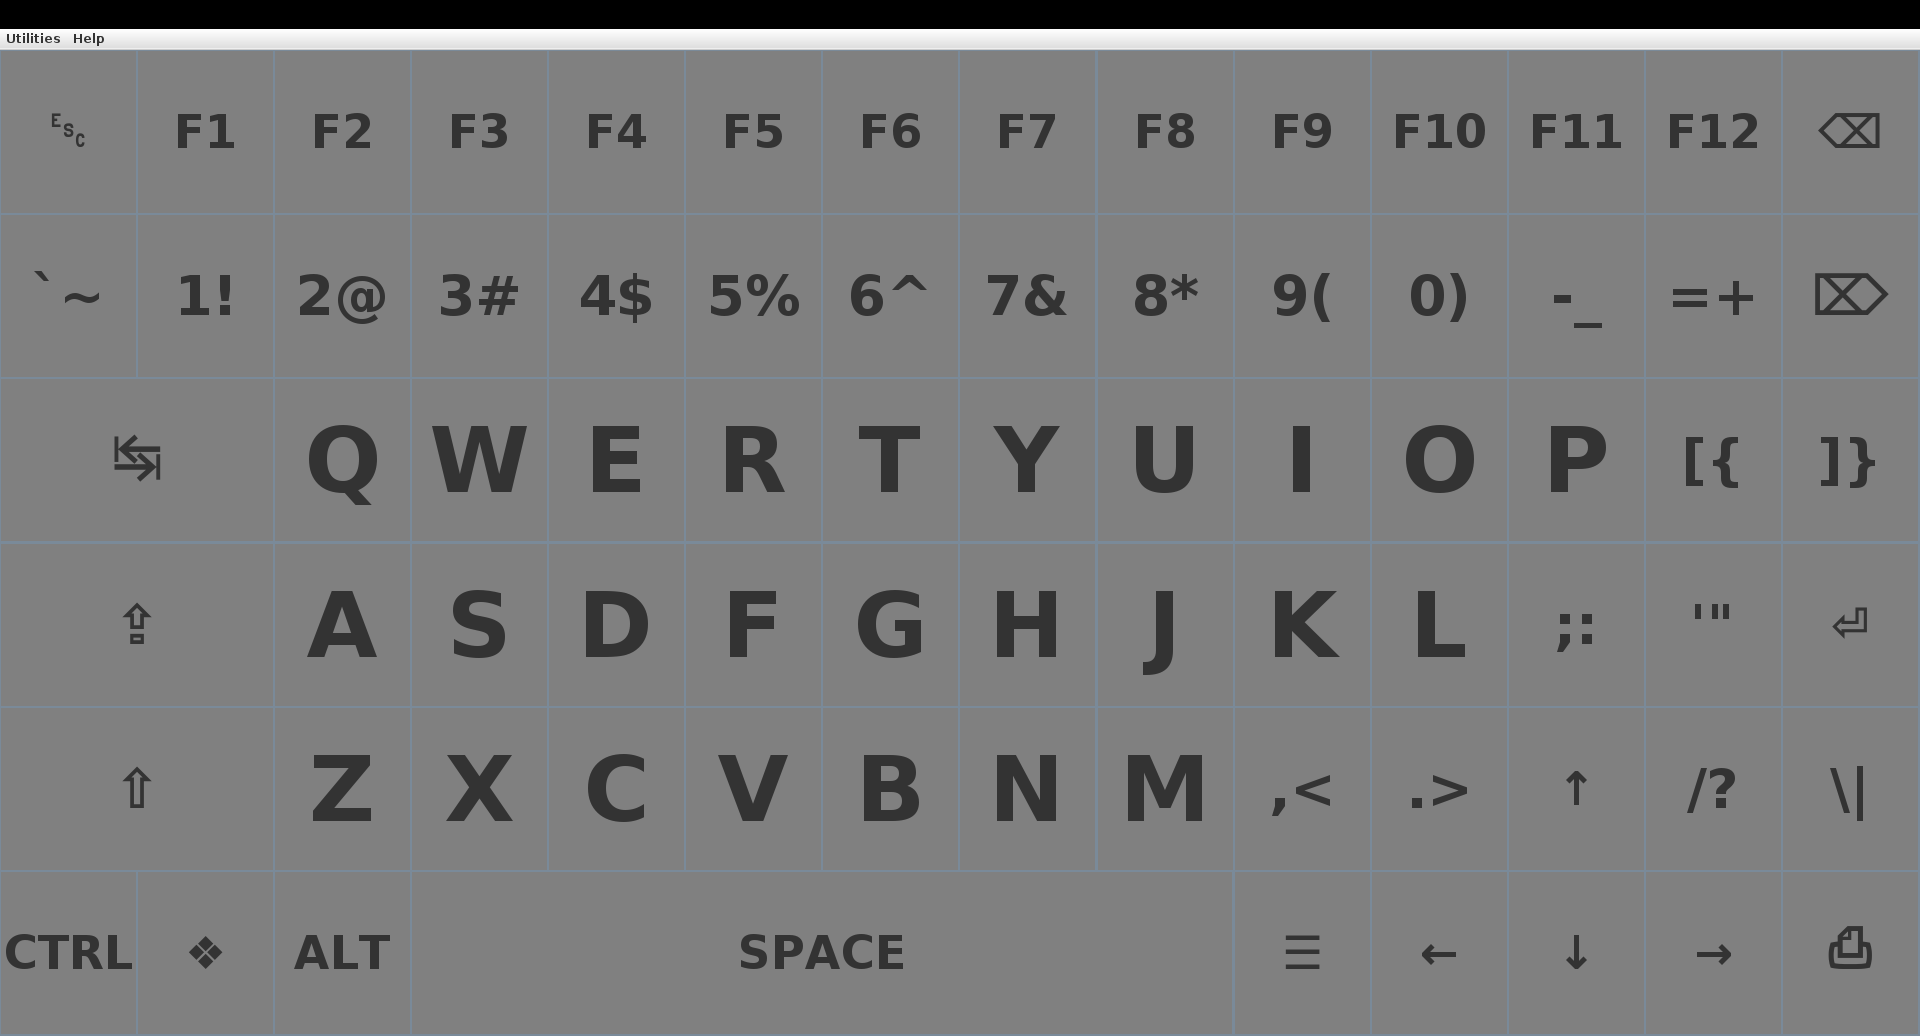 Utilities Help
ESC F1 F2 F3 F4 F5 F6 F7 F8 F9 F10 F11 F12 ⌫
`~ 1! 2@ 3# 4$ 5% 6^ 7& 8* 9( 0) -_ =+ ⌦
↹ Q W E R T Y U I O P [{ ]}
⇪ A S D F G H J K L ;: '" ⏎
⇧ Z X C V B N M ,< .> ↑ /? \|
CTRL ❖ ALT SPACE ☰ ← ↓ → ⎙